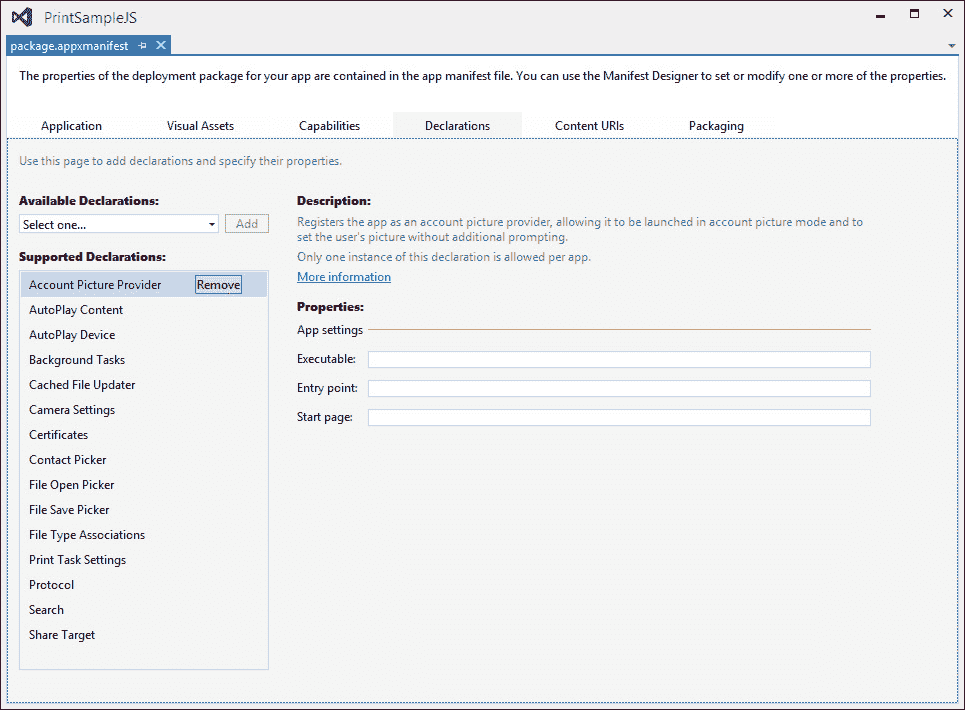 PrintSampleJS
package.appxmanifest
The properties of the deployment package for your app are contained in the app manifest file. You can use the Manifest Designer to set or modify one or more of the properties.
Application Visual Assets Capabilities Declarations Content URIs Packaging
Use this page to add declarations and specify their properties.
Available Declarations:
Select one... Add
Supported Declarations:
Account Picture Provider Remove
AutoPlay Content
AutoPlay Device
Background Tasks
Cached File Updater
Camera Settings
Certificates
Contact Picker
File Open Picker
File Save Picker
File Type Associations
Print Task Settings
Protocol
Search
Share Target
Description:
Registers the app as an account picture provider, allowing it to be launched in account picture mode and to
set the user's picture without additional prompting.
Only one instance of this declaration is allowed per app.
More information
Properties:
App settings
Executable:
Entry point:
Start page: